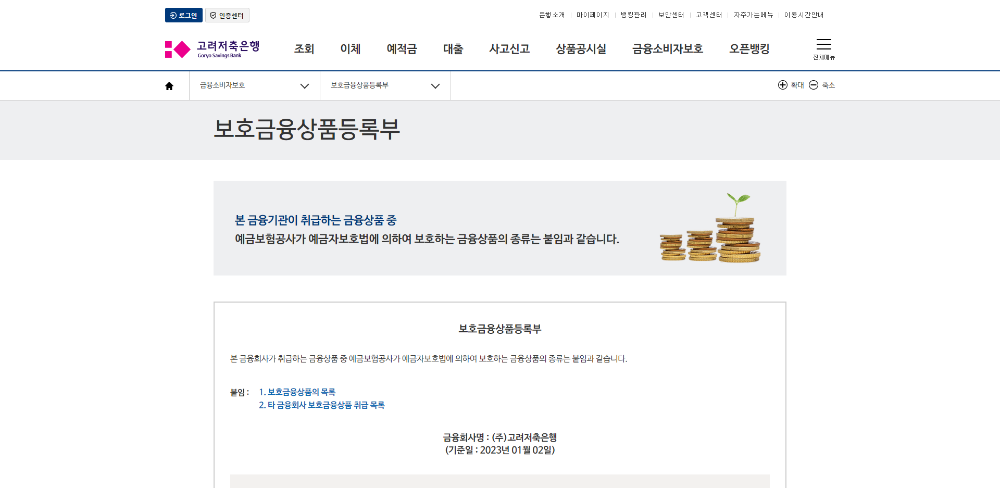 로그인
인증센터
은행소개
마이페이지
뱅킹관리
보안센터
고객센터
자주가는메뉴
이용시간안내
고려저축은행
Goryo Savings Bank
조회
이체
예적금
대출
사고신고
상품공시실
금융소비자보호
오픈뱅킹
전체메뉴
금융소비자보호
보호금융상품등록부
확대
축소
보호금융상품등록부
본 금융기관이 취급하는 금융상품 중
예금보험공사가 예금자보호법에 의하여 보호하는 금융상품의 종류는 붙임과 같습니다.
보호금융상품등록부
본 금융회사가 취급하는 금융상품 중 예금보험공사가 예금자보호법에 의하여 보호하는 금융상품의 종류는 붙임과 같습니다.
붙임 : 1. 보호금융상품의 목록
2. 타 금융회사 보호금융상품 취급 목록
금융회사명 : (주)고려저축은행
(기준일 : 2023년 01월 02일)